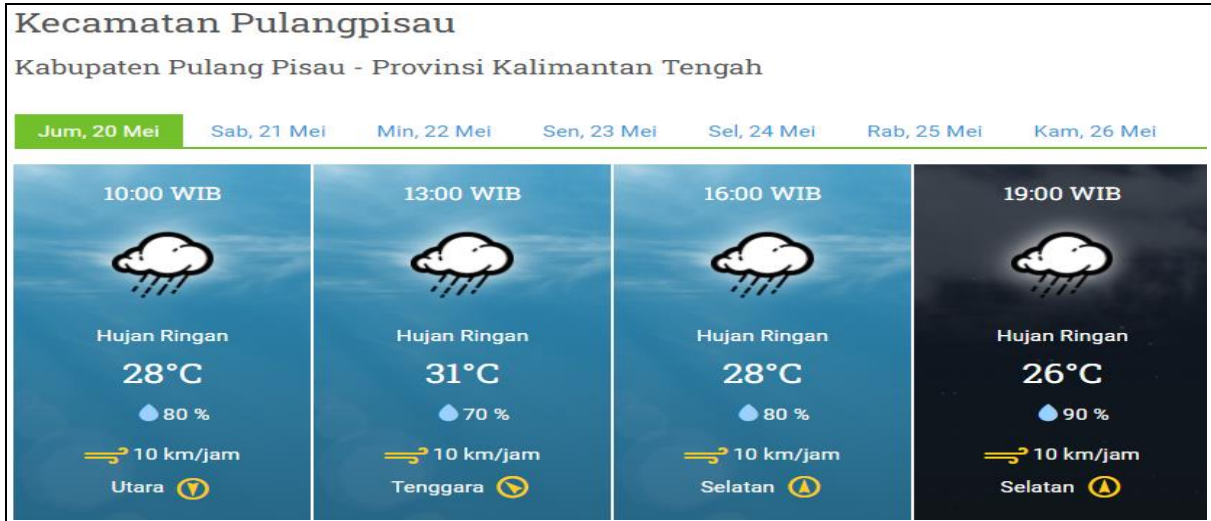 Kecamatan Pulangpisau
Kabupaten Pulang Pisau - Provinsi Kalimantan Tengah
Jum, 20 Mei Sab, 21 Mei Min, 22 Mei Sen, 23 Mei Sel, 24 Mei Rab, 25 Mei Kam, 26 Mei
10:00 WIB 13:00 WIB 16:00 WIB 19:00 WIB
Hujan Ringan Hujan Ringan Hujan Ringan Hujan Ringan
28°C 31°C 28°C 26°C
80 % 70 % 80 % 90 %
10 km/jam 10 km/jam 10 km/jam 10 km/jam
Utara Tenggara Selatan Selatan